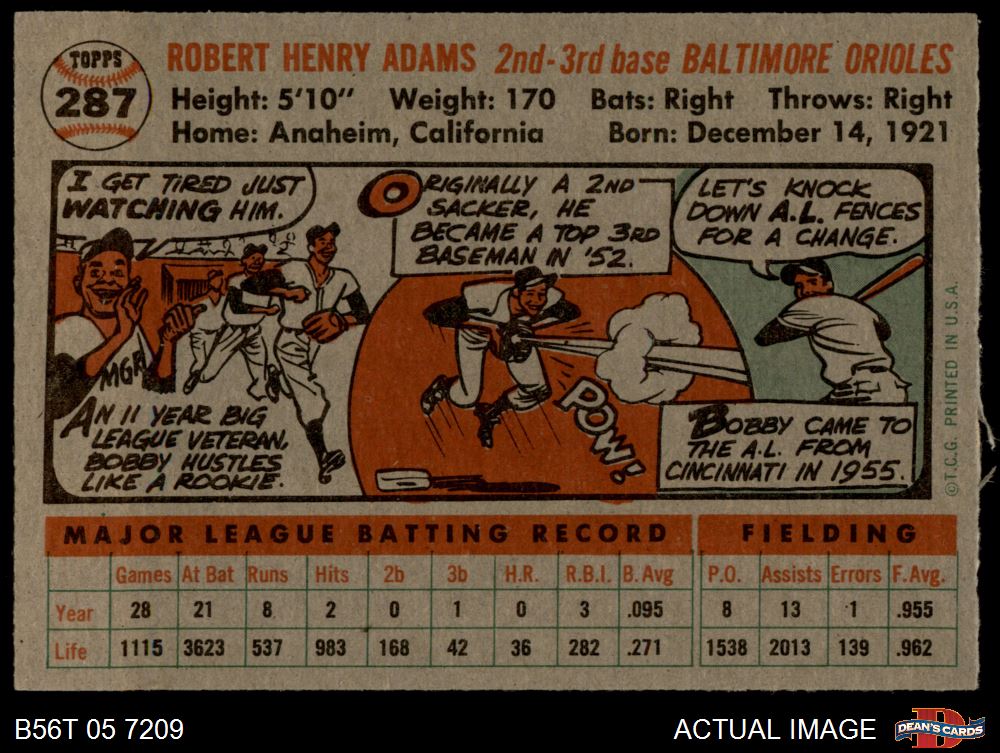 TOPPS
287
ROBERT HENRY ADAMS 2nd-3rd base BALTIMORE ORIOLES
Height: 5'10" Weight: 170 Bats: Right Throws: Right
Home: Anaheim, California Born: December 14, 1921
I GET TIRED JUST
WATCHING HIM.
MGR
AN 11 YEAR BIG
LEAGUE VETERAN,
BOBBY HUSTLES
LIKE A ROOKIE.
ORIGINALLY A 2ND
SACKER, HE
BECAME A TOP 3RD
BASEMAN IN '52.
POW!
LET'S KNOCK
DOWN A.L. FENCES
FOR A CHANGE.
BOBBY CAME TO
THE A.L. FROM
CINCINNATI IN 1955.
©T.C.G. PRINTED IN U.S.A.
MAJOR LEAGUE BATTING RECORD FIELDING
Games At Bat Runs Hits 2b 3b H.R. R.B.I. B. Avg P.O. Assists Errors F. Avg.
Year 28 21 8 2 0 1 0 3 .095 8 13 1 .955
Life 1115 3623 537 983 168 42 36 282 .271 1538 2013 139 .962
B56T 05 7209 ACTUAL IMAGE
DEAN'S CARDS